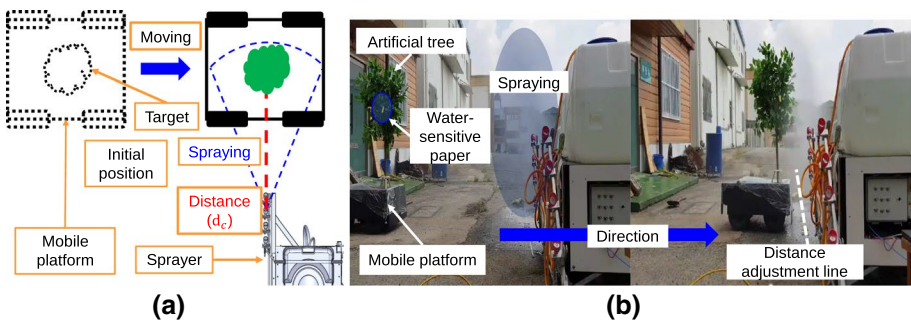 Moving
Target
Initial
position
Spraying
Distance
(d_c)
Mobile
platform
Sprayer
(a)
Artificial tree
Spraying
Water-
sensitive
paper
Direction
Mobile platform
Distance
adjustment line
(b)